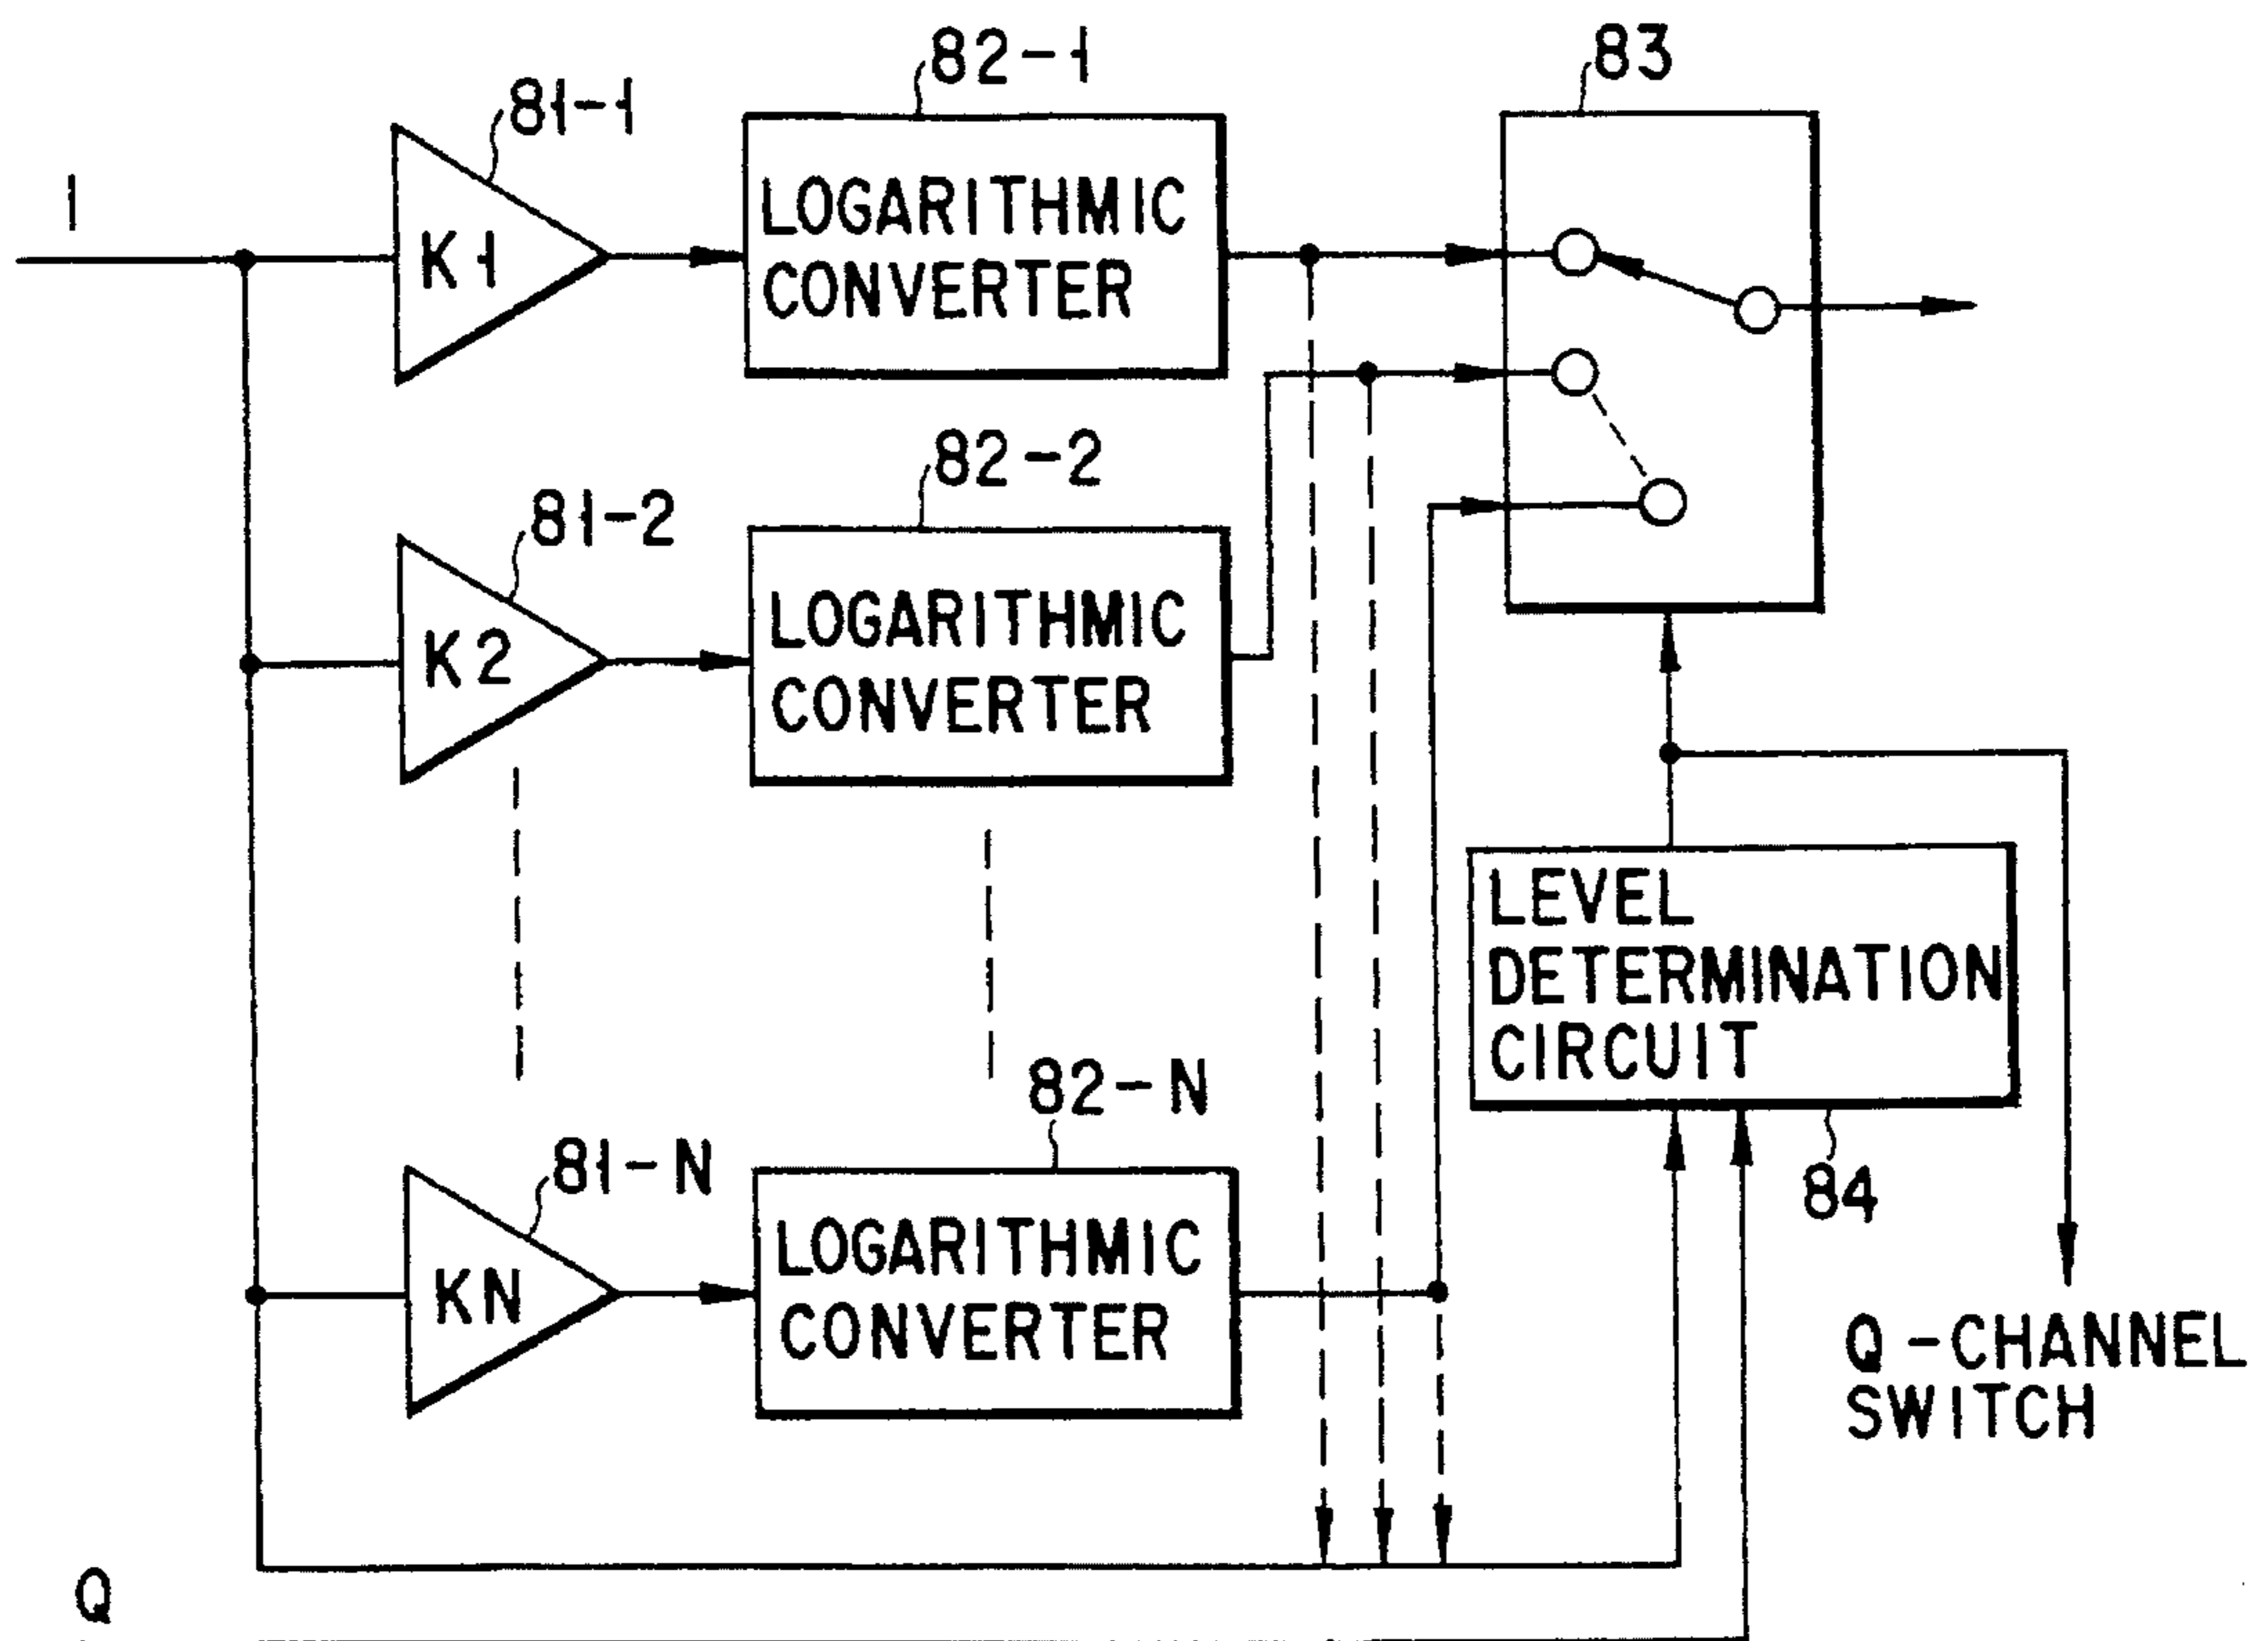 82-1
83
81-1
I
K1
LOGARITHMIC
CONVERTER
82-2
81-2
K2
LOGARITHMIC
CONVERTER
LEVEL
DETERMINATION
CIRCUIT
82-N
81-N
84
KN
LOGARITHMIC
CONVERTER
Q-CHANNEL
SWITCH
Q